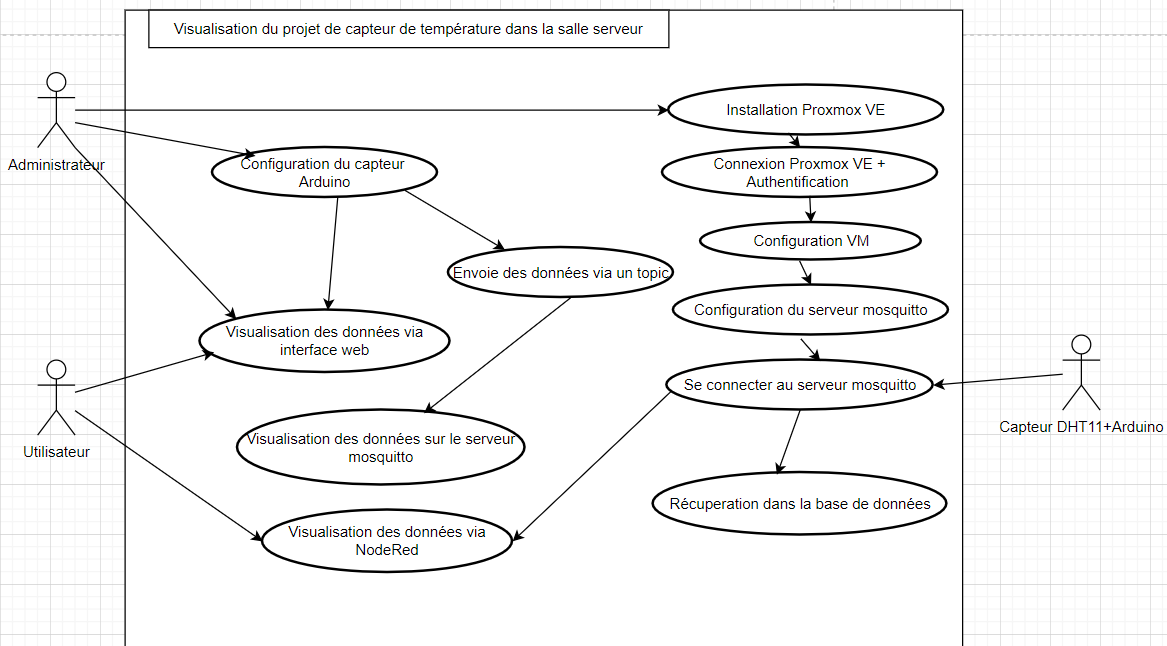 Visualisation du projet de capteur de température dans la salle serveur
Administrateur
Installation Proxmox VE
Configuration du capteur
Arduino
Connexion Proxmox VE +
Authentification
Configuration VM
Envoie des données via un topic
Configuration du serveur mosquitto
Visualisation des données via
interface web
Se connecter au serveur mosquitto
Capteur DHT11+Arduino
Utilisateur
Visualisation des données sur le serveur
mosquitto
Récuperation dans la base de données
Visualisation des données via
NodeRed